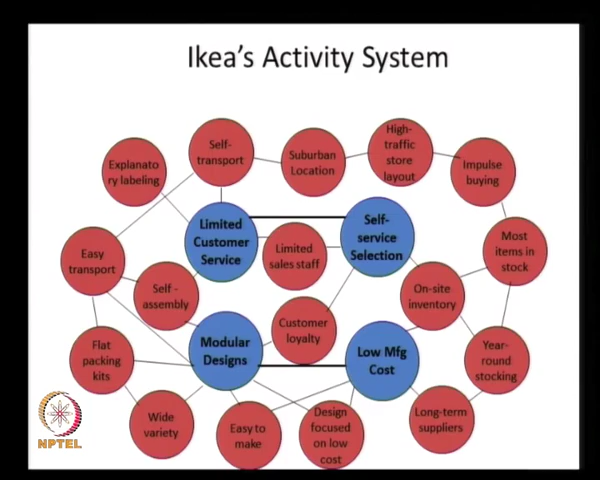 Ikea's Activity System
Self-
transport
High-
traffic
store
layout
Suburban
Location
Explanato
ry labeling
Impulse
buying
Limited
Customer
Service
Self-
service
Selection
Limited
sales staff
Easy
transport
Most
items in
stock
Self -
assembly
On-site
inventory
Customer
loyalty
Modular
Designs
Low Mfg
Cost
Flat
packing
kits
Year-
round
stocking
Wide
variety
Easy to
make
Design
focused
on low
cost
Long-term
suppliers
NPTEL